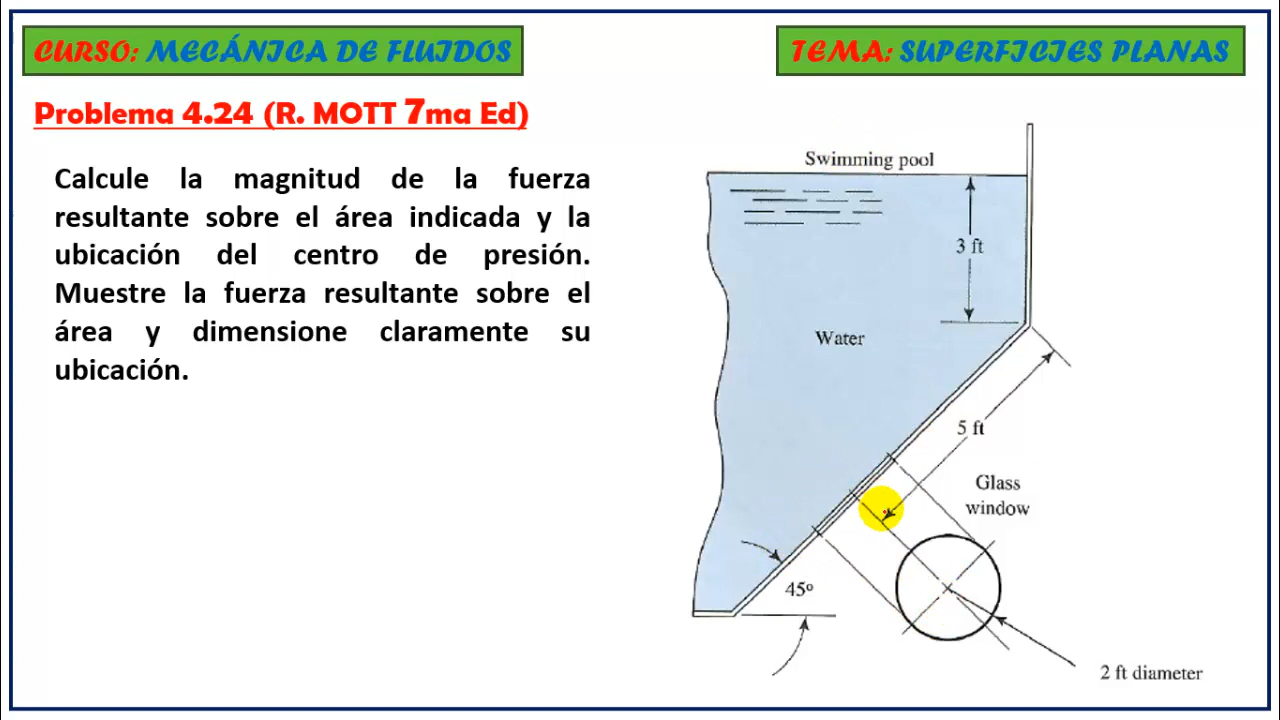 CURSO: MECÁNICA DE FLUIDOS
TEMA: SUPERFICIES PLANAS
Problema 4.24 (R. MOTT 7ma Ed)
Calcule la magnitud de la fuerza
resultante sobre el área indicada y la
ubicación del centro de presión.
Muestre la fuerza resultante sobre el
área y dimensione claramente su
ubicación.
Swimming pool
3 ft
Water
5 ft
Glass
window
45º
2 ft diameter